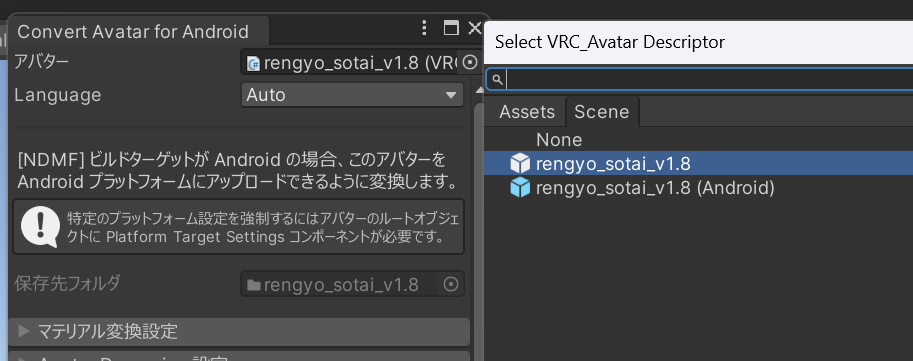 Convert Avatar for Android
アバター
rengyo_sotai_v1.8 (VRC
Language
Auto
[NDMF] ビルドターゲットが Android の場合、このアバターを
Android プラットフォームにアップロードできるように変換します。
特定のプラットフォーム設定を強制するにはアバターのルートオブジェ
クトに Platform Target Settings コンポーネントが必要です。
保存先フォルダ
rengyo_sotai_v1.8
マテリアル変換設定
Select VRC_Avatar Descriptor
Assets
Scene
None
rengyo_sotai_v1.8
rengyo_sotai_v1.8 (Android)